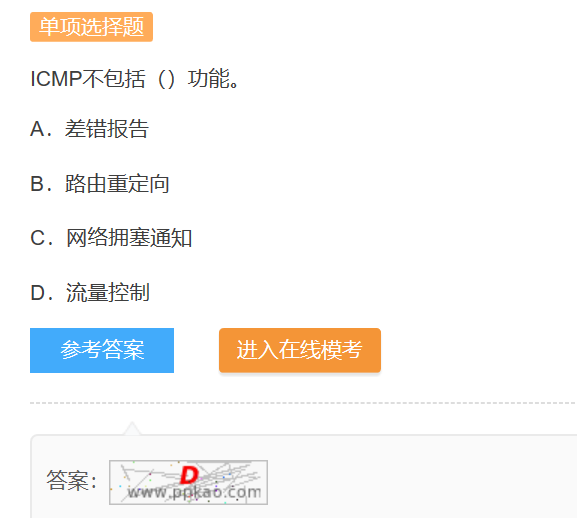 单项选择题
ICMP不包括（）功能。
A．差错报告
B．路由重定向
C．网络拥塞通知
D．流量控制
参考答案 进入在线模考
答案： D
www.ppkao.com